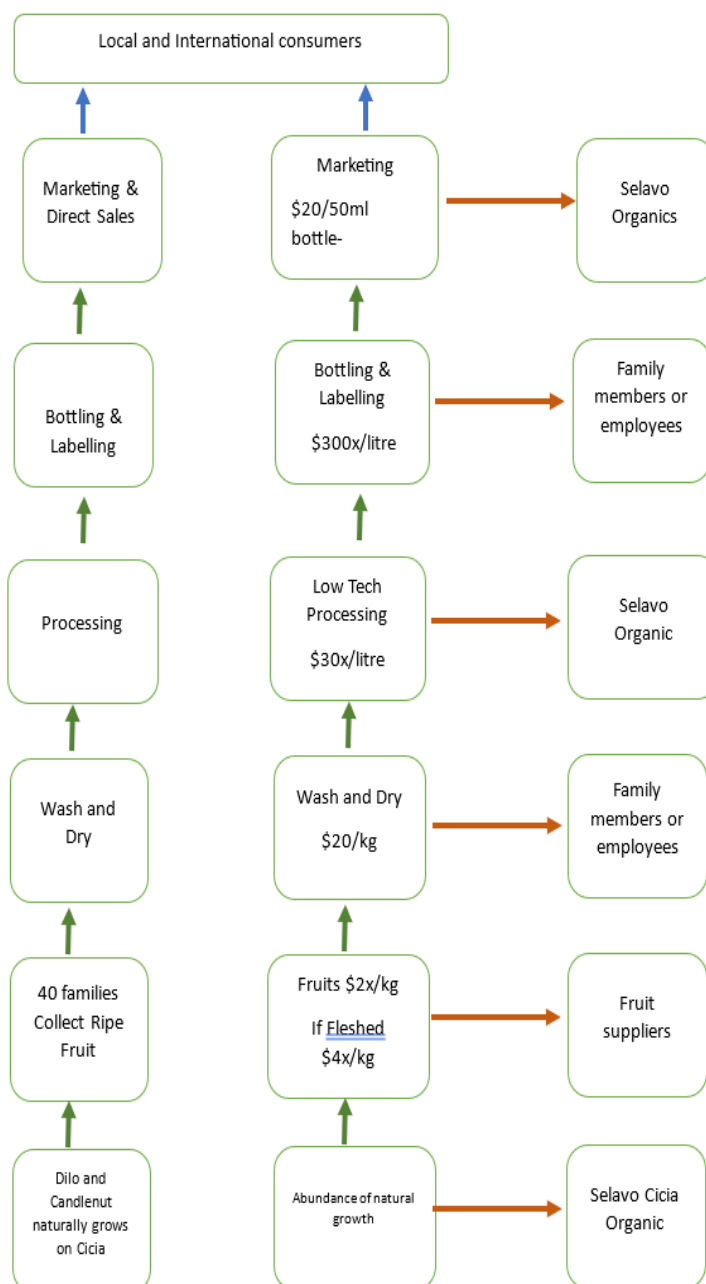 Local and International consumers
Marketing &
Direct Sales
Marketing
$20/50ml
bottle-
Selavo
Organics
Bottling &
Labelling
Bottling &
Labelling
$300x/litre
Family
members or
employees
Processing
Low Tech
Processing
$30x/litre
Selavo
Organic
Wash and
Dry
Wash and Dry
$20/kg
Family
members or
employees
40 families
Collect Ripe
Fruit
Fruits $2x/kg
If Fleshed
$4x/kg
Fruit
suppliers
Dilo and
Candlenut
naturally grows
on Cicia
Abundance of natural
growth
Selavo Cicia
Organic